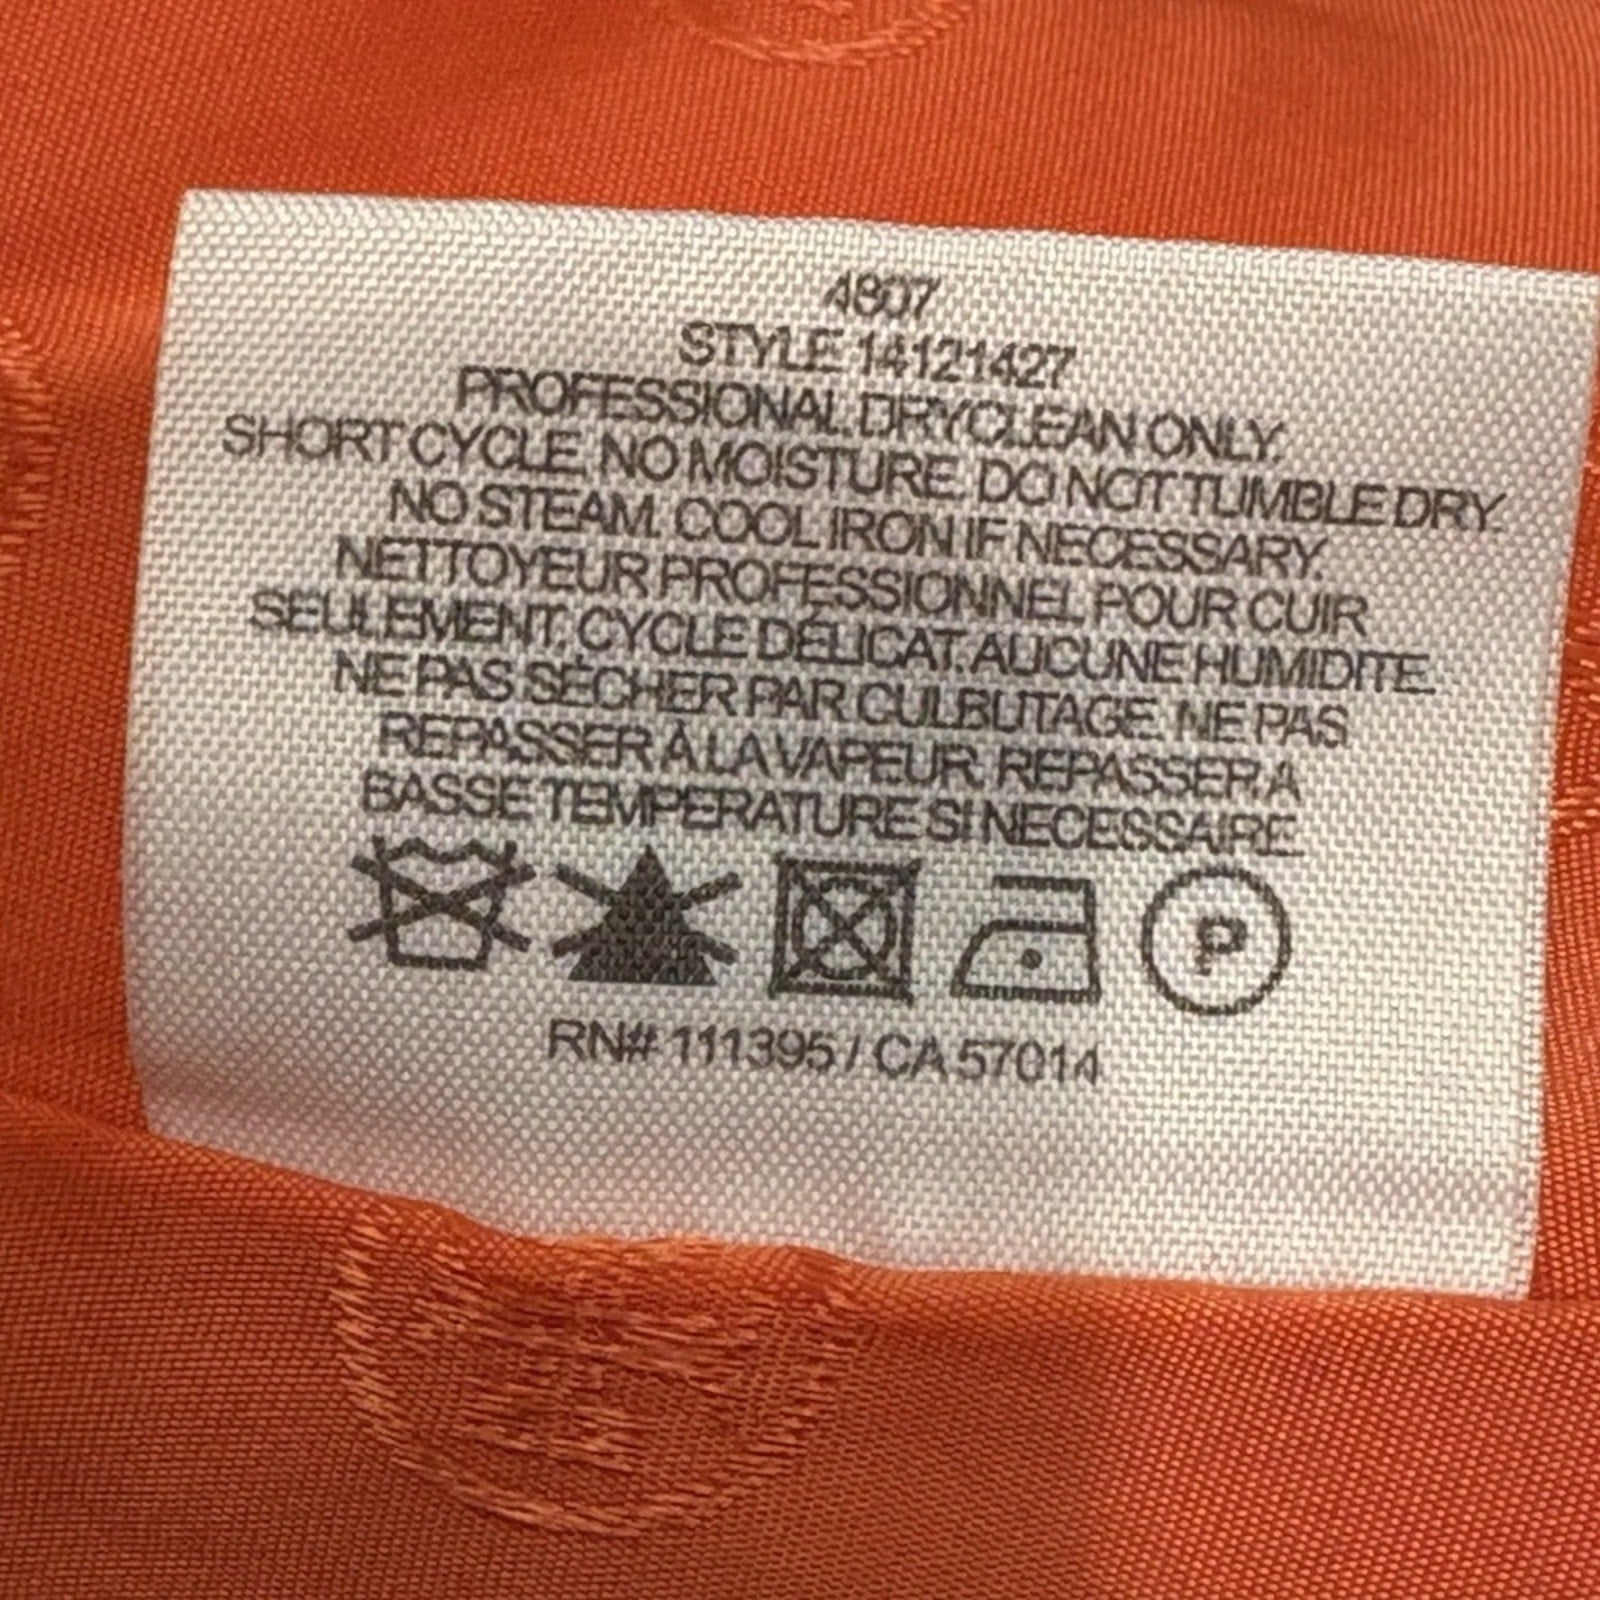 4807
STYLE 14121427
PROFESSIONAL DRYCLEAN ONLY.
SHORT CYCLE. NO MOISTURE. DO NOT TUMBLE DRY.
NO STEAM. COOL IRON IF NECESSARY.
NETTOYEUR PROFESSIONNEL POUR CUIR
SEULEMENT. CYCLE DÉLICAT. AUCUNE HUMIDITE.
NE PAS SÉCHER PAR CULBUTAGE. NE PAS
REPASSER À LA VAPEUR. REPASSER A
BASSE TEMPERATURE SI NECESSAIRE.
P
RN# 111395 / CA 57014